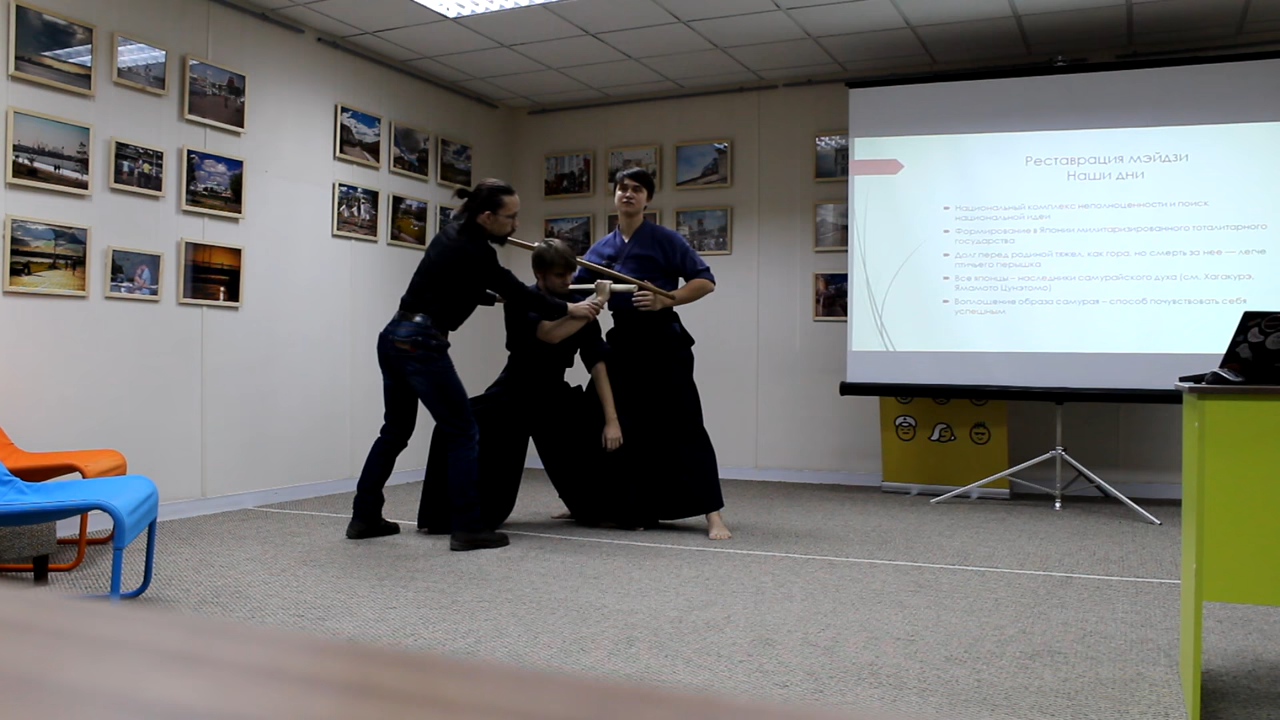 Реставрация мэйдзи
Наши дни
Национальный комплекс неполноценности и поиск
национальной идеи
Формирование в Японии милитаризированного тоталитарного
государства
Долг перед родиной тяжел, как гора, но смерть за нее — легче
птичьего перышка
Все японцы – наследники самурайского духа (см. Хагакурэ,
Ямамото Цунэтомо)
Воплощение образа самурая – способ почувствовать себя
успешным